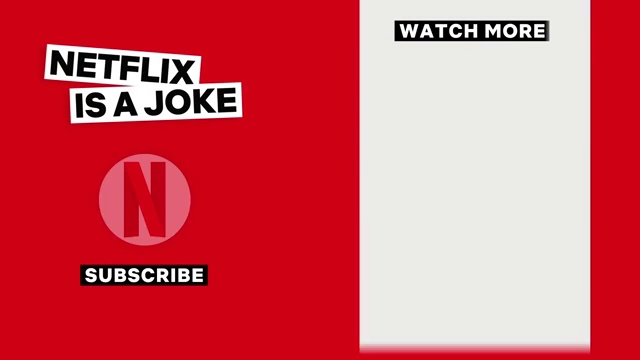 NETFLIX
IS A JOKE
N
SUBSCRIBE
WATCH MORE